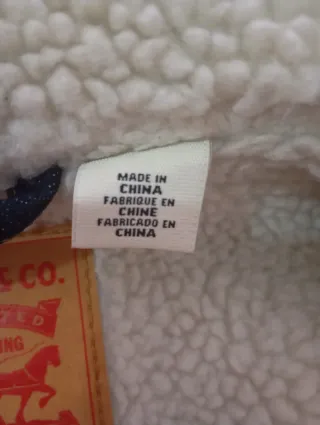 MADE IN
CHINA
FABRIQUE EN
CHINE
FABRICADO EN
CHINA
& CO.